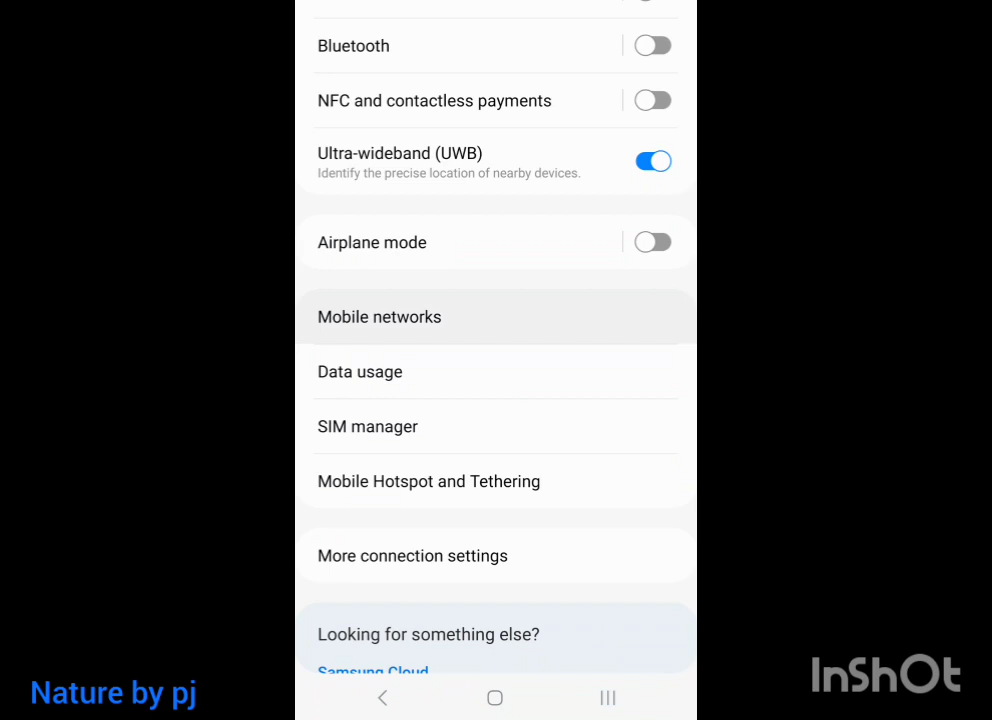 Bluetooth
NFC and contactless payments
Ultra-wideband (UWB)
Identify the precise location of nearby devices.
Airplane mode
Mobile networks
Data usage
SIM manager
Mobile Hotspot and Tethering
More connection settings
Looking for something else?
Samsung Cloud
Nature by pj
InShOt